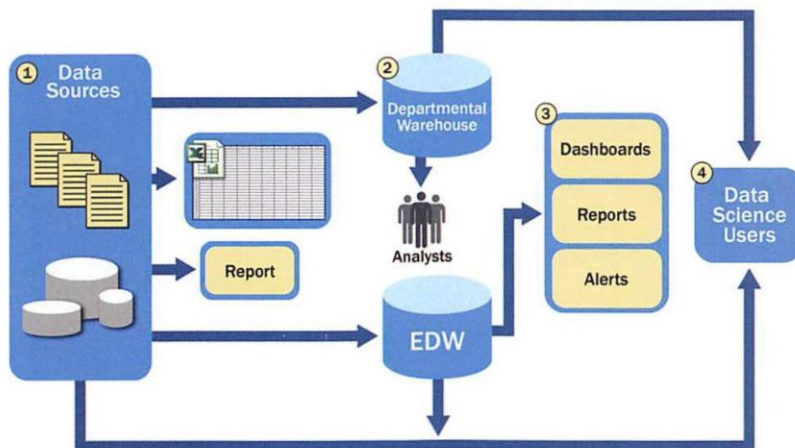 1
Data
Sources
2
Departmental
Warehouse
3
Dashboards
Reports
Alerts
4
Data
Science
Users
X
Analysts
Report
EDW